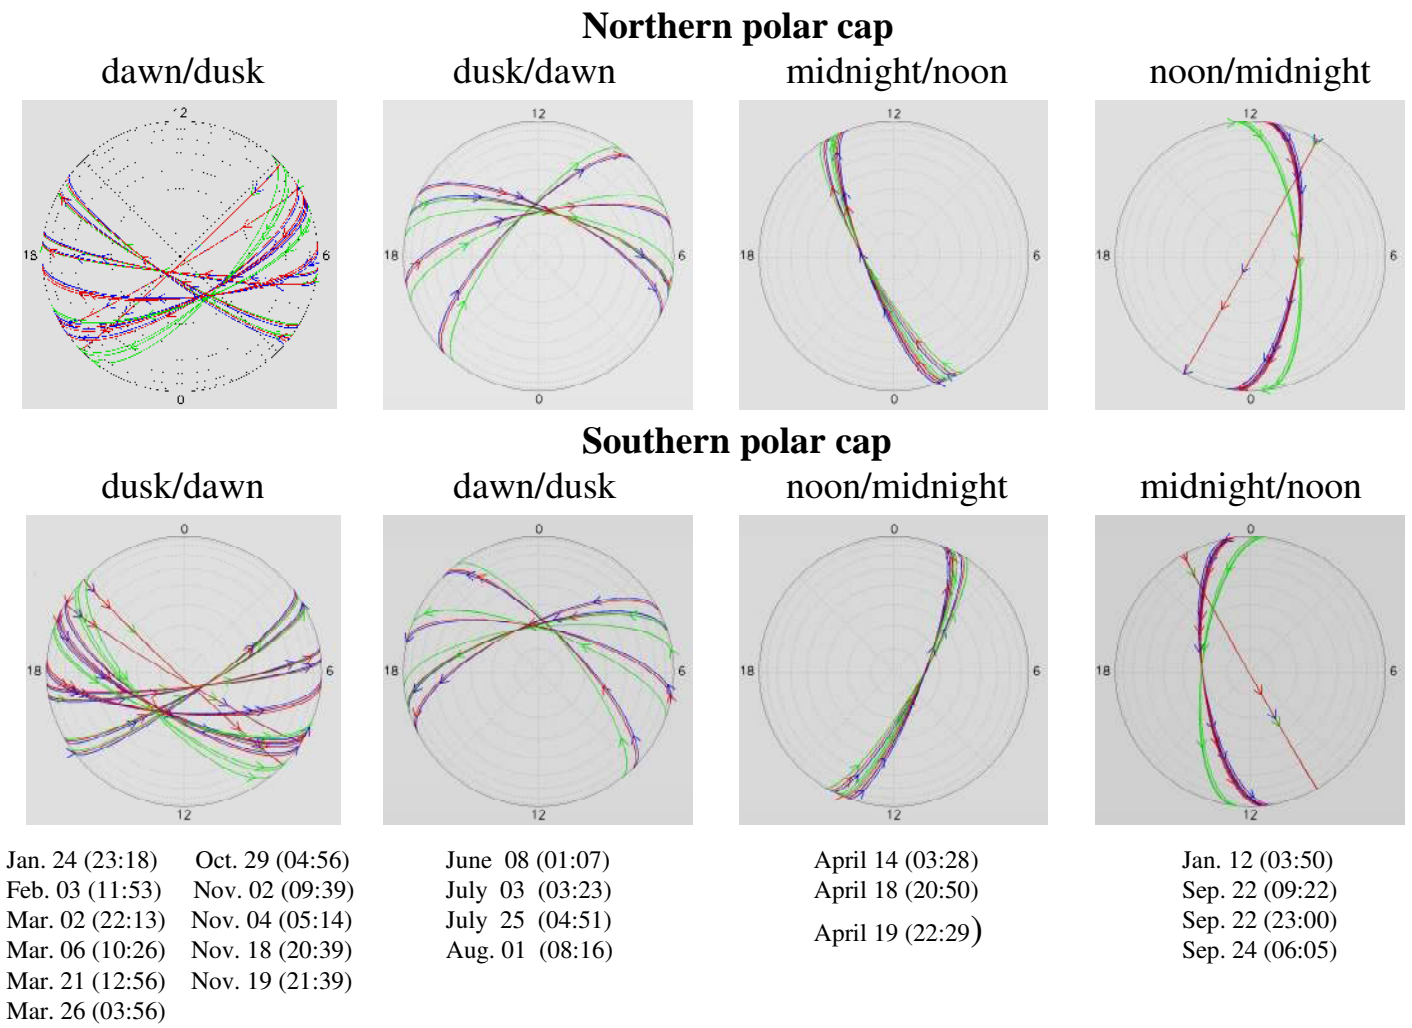 Northern polar cap
dawn/dusk dusk/dawn midnight/noon noon/midnight
2 12 12 12
18 6 18 6 18 6 18 6
0 0 0 0
Southern polar cap
dusk/dawn dawn/dusk noon/midnight midnight/noon
0 0 0 0
18 6 18 6 18 6 18 6
12 12 12 12
Jan. 24 (23:18) Oct. 29 (04:56) June 08 (01:07) April 14 (03:28) Jan. 12 (03:50)
Feb. 03 (11:53) Nov. 02 (09:39) July 03 (03:23) April 18 (20:50) Sep. 22 (09:22)
Mar. 02 (22:13) Nov. 04 (05:14) July 25 (04:51) April 19 (22:29) Sep. 22 (23:00)
Mar. 06 (10:26) Nov. 18 (20:39) Aug. 01 (08:16) Sep. 24 (06:05)
Mar. 21 (12:56) Nov. 19 (21:39)
Mar. 26 (03:56)